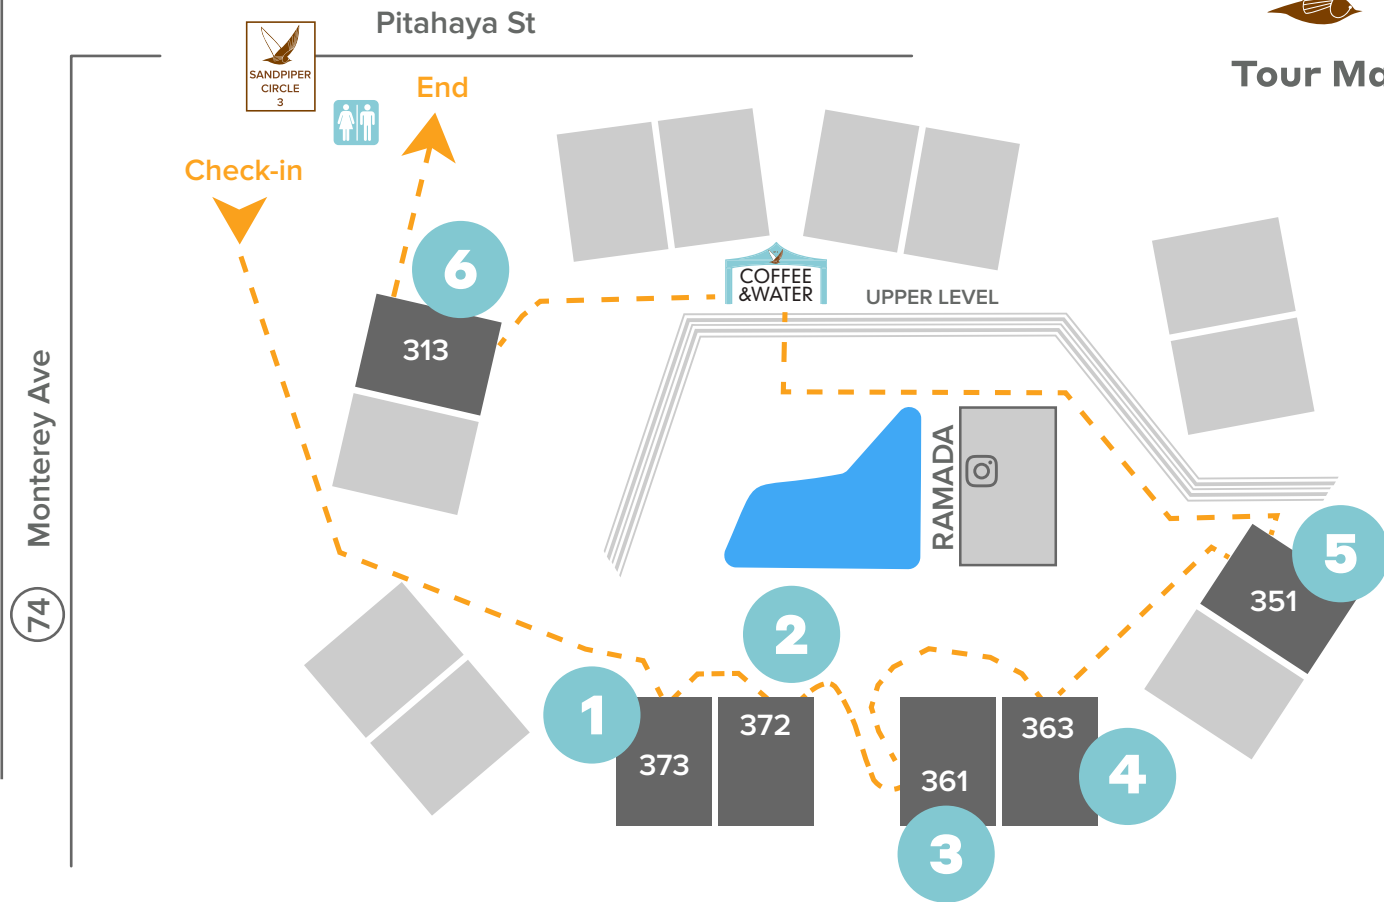 Pitahaya St
SANDPIPER
CIRCLE
3
End
Tour Ma
Check-in
6
COFFEE
&WATER
UPPER LEVEL
313
Monterey Ave
74
RAMADA
5
351
2
1
373
372
363
361
4
3